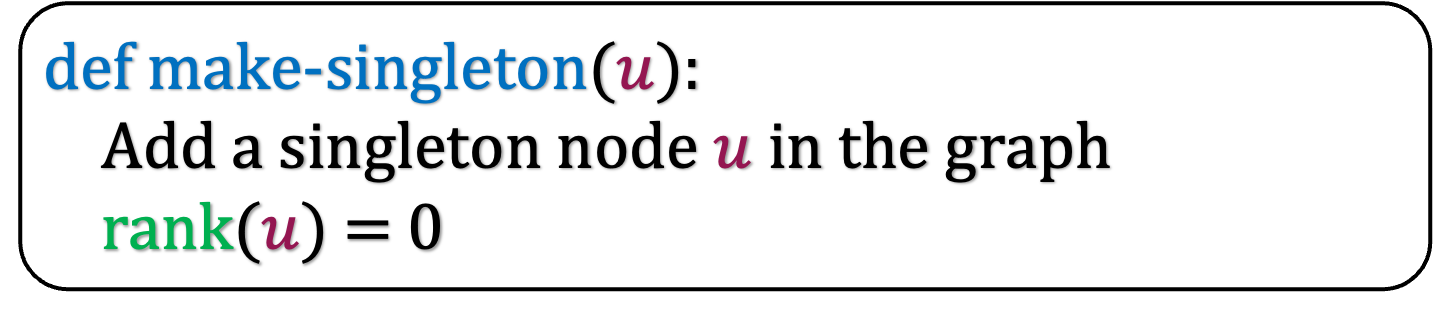 def make-singleton(u):
Add a singleton node u in the graph
rank(u) = 0